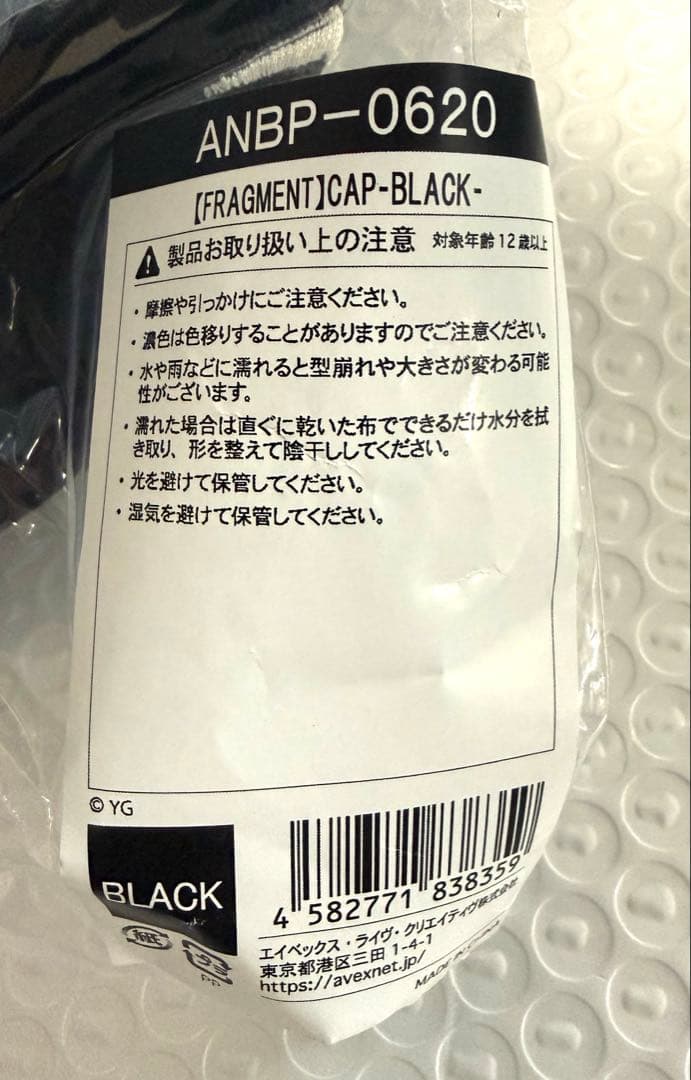 ANBP-0620
【FRAGMENT】CAP-BLACK-
製品お取り扱い上の注意 対象年齢12歳以上
・摩擦や引っかけにご注意ください。
・濃色は色移りすることがありますのでご注意ください。
・水や雨などに濡れると型崩れや大きさが変わる可能
性がございます。
・濡れた場合は直ぐに乾いた布でできるだけ水分を拭
き取り、形を整えて陰干ししてください。
・光を避けて保管してください。
・湿気を避けて保管してください。
© YG
BLACK
紙
プラ
PP
4 582771 838359
エイベックス・ライヴ・クリエイティヴ株式会社
東京都港区三田 1-4-1
https://avexnet.jp/
MADE IN CHINA